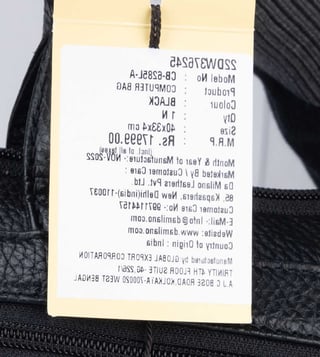 22DW376245
Model No : CB-6285L-A
Product : COMPUTER BAG
Colour : BLACK
Qty : 1 N
Size : 40x33x4 cm
M.R.P. : Rs. 17999.00
(Incl. of all taxes)
Month & Year of Manufacture:-NOV-2022
Marketed By / Customer Care :
Da Milano Leathers Pvt. Ltd.
85, Kapashera, New Delhi(india)-110037
Customer Care No:- 9971144157
E-Mail:- info@damilano.com
Website:- www.damilano.com
Country of Origin : India
Manufactured by GLOBAL EXPORT CORPORATION
TRINITY 4TH FLOOR SUITE- 4D,226/1
A.J.C BOSE ROAD,KOLKATA-700020 WEST BENGAL